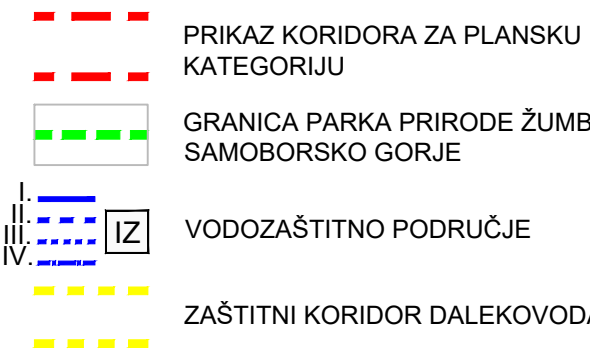 PRIKAZ KORIDORA ZA PLANSKU
KATEGORIJU
GRANICA PARKA PRIRODE ŽUMB
SAMOBORSKO GORJE
I.
II.
III.
IV.
IZ
VODOZAŠTITNO PODRUČJE
ZAŠTITNI KORIDOR DALEKOVODA